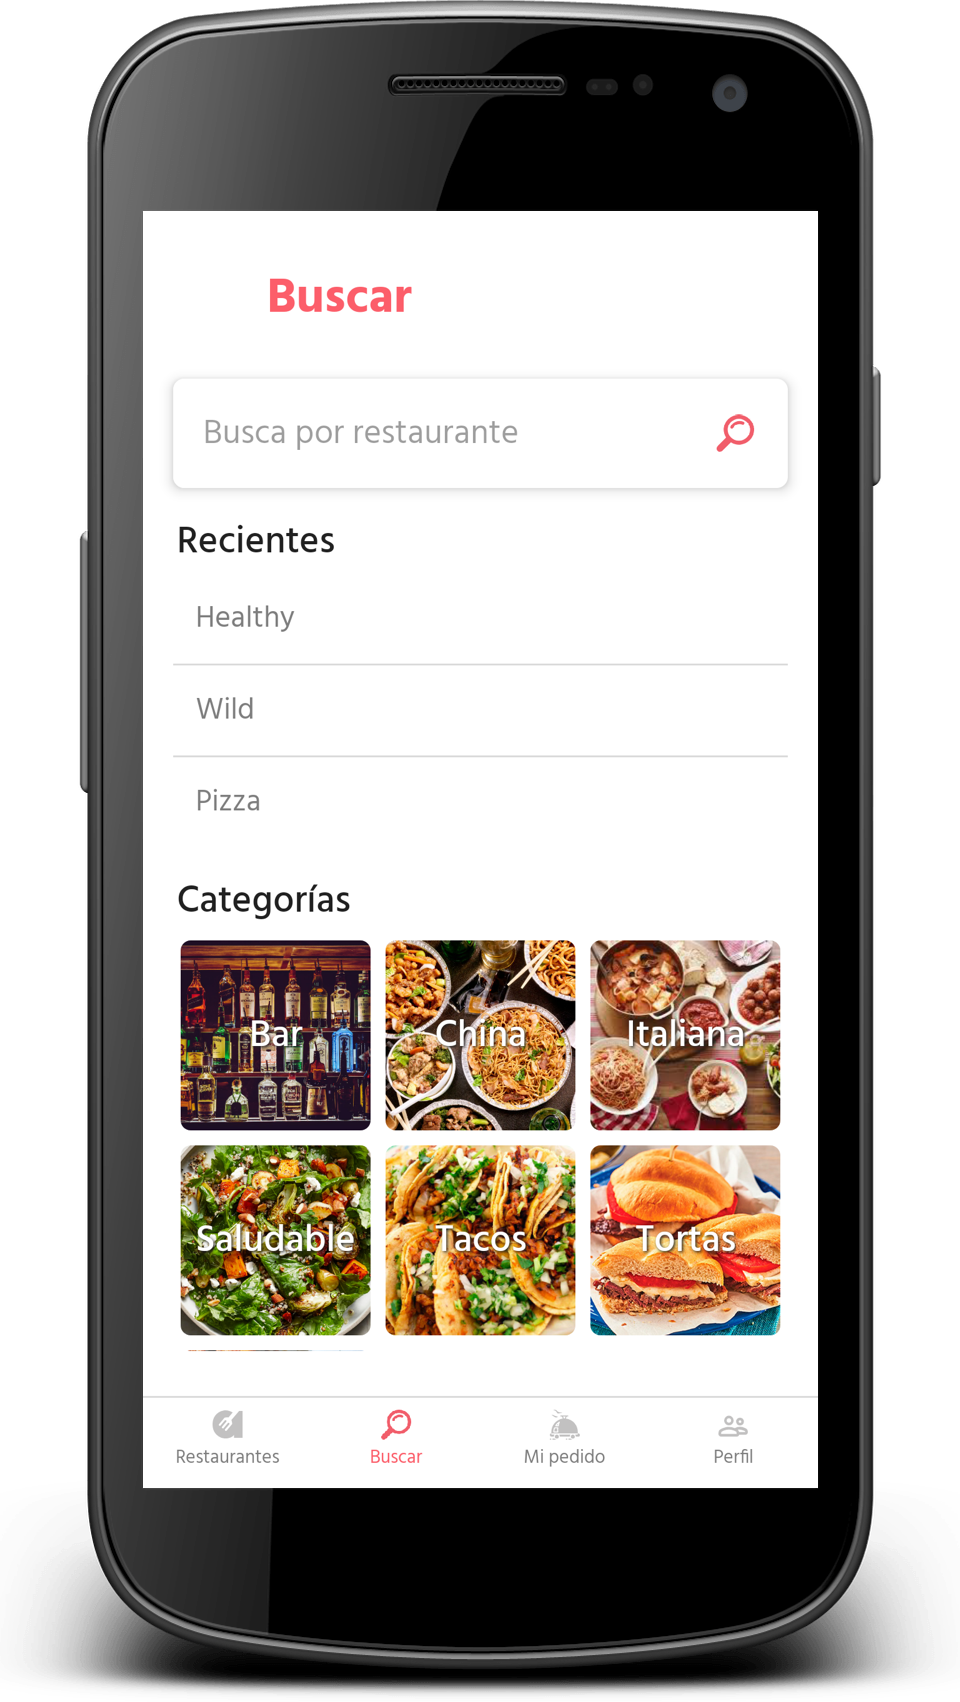 Buscar
Busca por restaurante
Recientes
Healthy
Wild
Pizza
Categorías
Bar
China
Italiana
Saludable
Tacos
Tortas
Restaurantes
Buscar
Mi pedido
Perfil